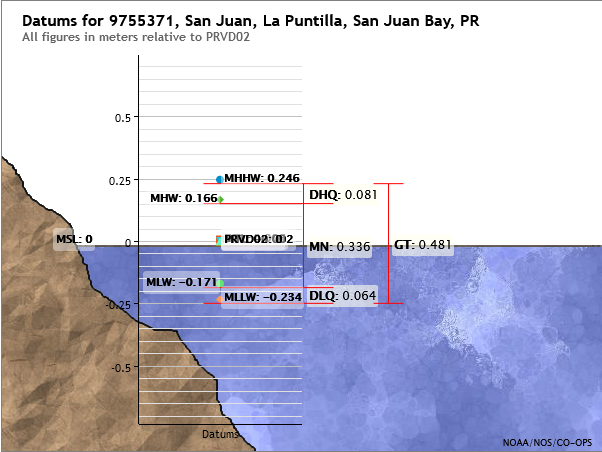 Datums for 9755371, San Juan, La Puntilla, San Juan Bay, PR
All figures in meters relative to PRVD02
0.5
MHHW: 0.246
0.25
DHQ: 0.081
MHW: 0.166
MSL: 0
0
MN: 0.336
GT: 0.481
MLW: −0.171
-0.25
MLLW: −0.234
DLQ: 0.064
-0.5
Datums
NOAA/NOS/CO-OPS